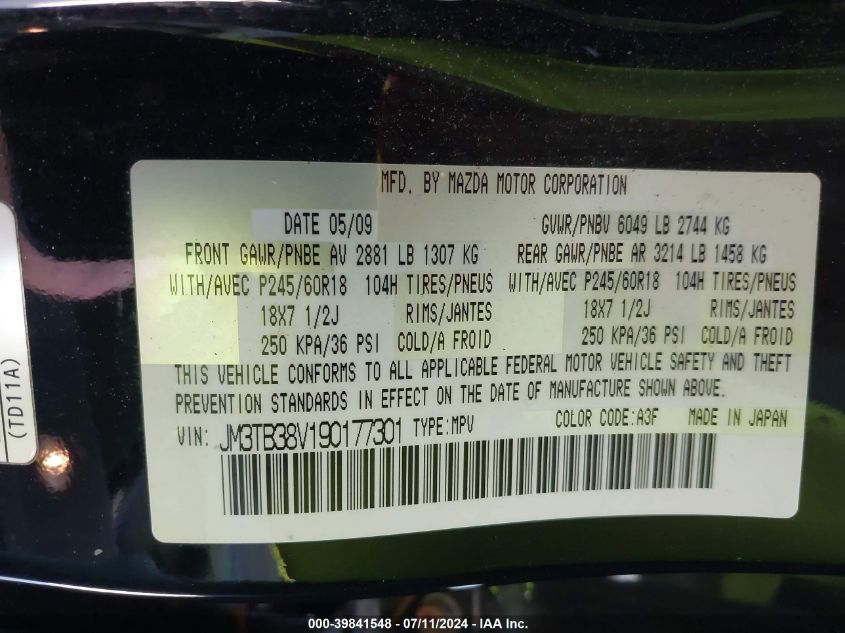 MFD. BY MAZDA MOTOR CORPORATION
DATE 05/09 GVWR/PNBV 6049 LB 2744 KG
FRONT GAWR/PNBE AV 2881 LB 1307 KG REAR GAWR/PNBE AR 3214 LB 1458 KG
WITH/AVEC P245/60R18 104H TIRES/PNEUS WITH/AVEC P245/60R18 104H TIRES/PNEUS
18X7 1/2J RIMS/JANTES 18X7 1/2J RIMS/JANTES
250 KPA/36 PSI COLD/A FROID 250 KPA/36 PSI COLD/A FROID
THIS VEHICLE CONFORMS TO ALL APPLICABLE FEDERAL MOTOR VEHICLE SAFETY AND THEFT
PREVENTION STANDARDS IN EFFECT ON THE DATE OF MANUFACTURE SHOWN ABOVE.
VIN: JM3TB38V190177301 TYPE:MPV COLOR CODE:A3F MADE IN JAPAN
(TD11A)
000-39841548 - 07/11/2024 - IAA Inc.